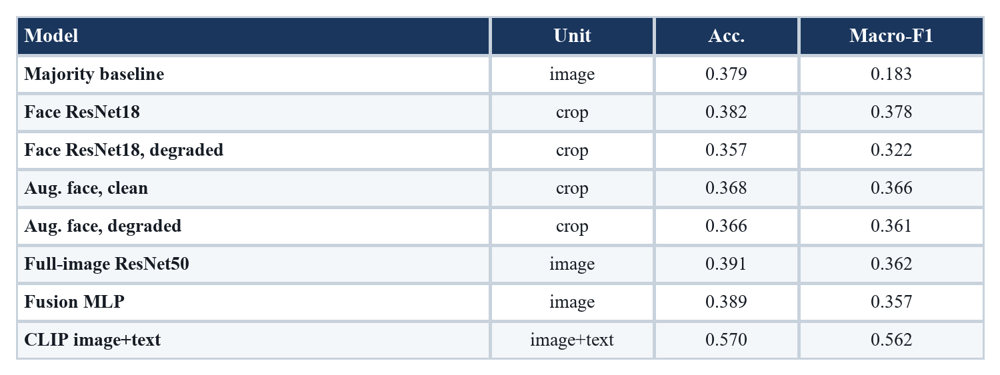 Model Unit Acc. Macro-F1
Majority baseline image 0.379 0.183
Face ResNet18 crop 0.382 0.378
Face ResNet18, degraded crop 0.357 0.322
Aug. face, clean crop 0.368 0.366
Aug. face, degraded crop 0.366 0.361
Full-image ResNet50 image 0.391 0.362
Fusion MLP image 0.389 0.357
CLIP image+text image+text 0.570 0.562